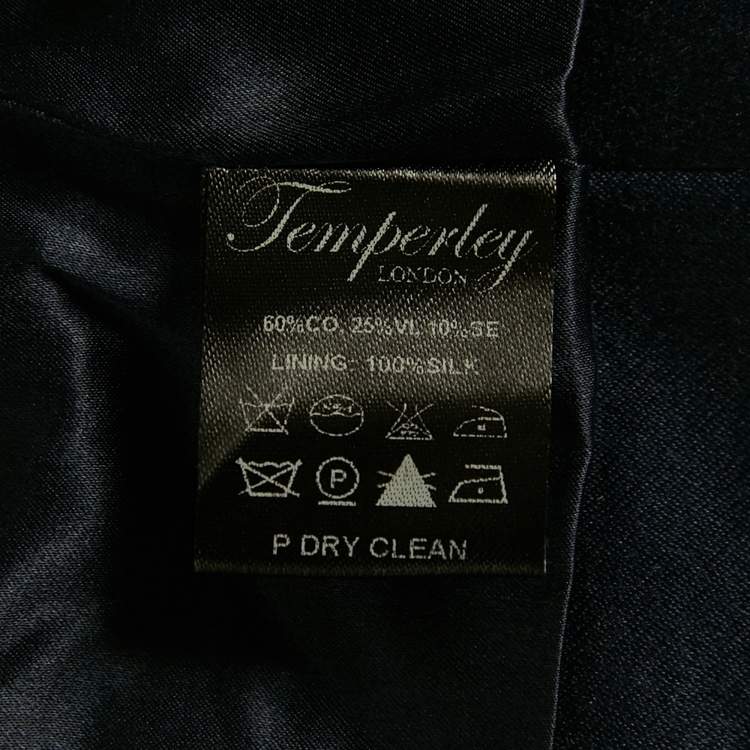 Temperley
LONDON
60%CO, 25%VI, 10%SE
LINING: 100%SILK
P
P DRY CLEAN